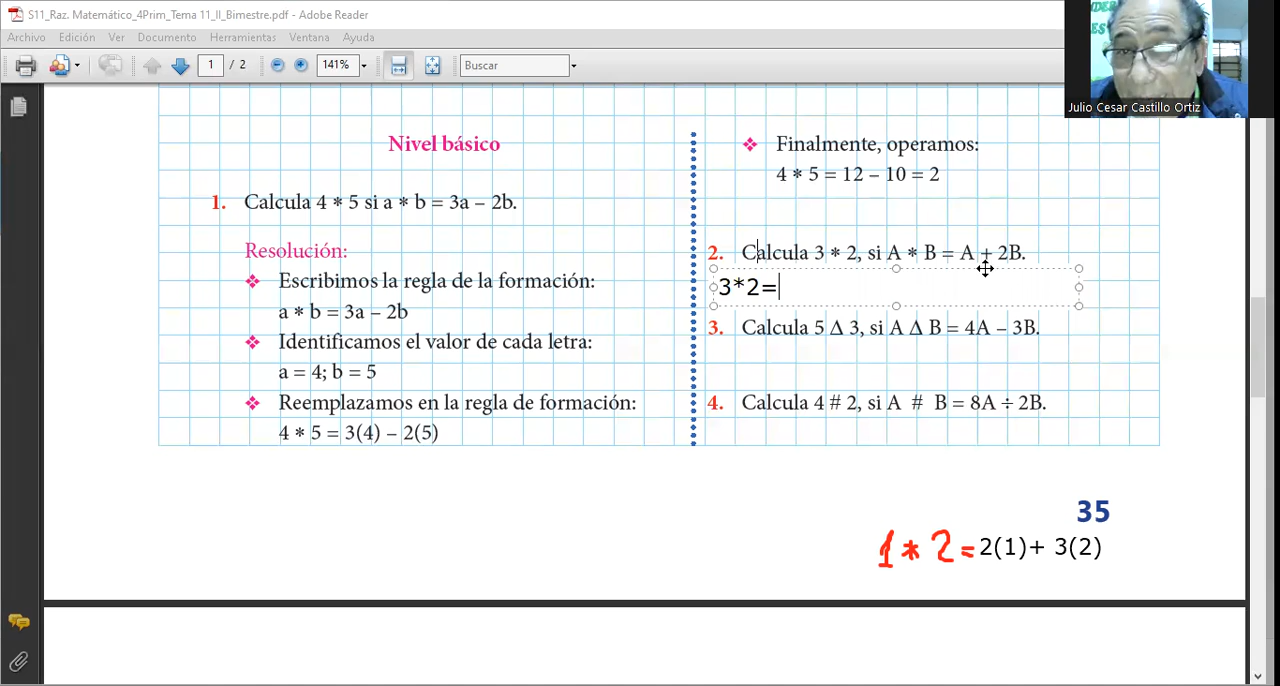 S11_Raz. Matemático_4Prim_Tema 11_II_Bimestre.pdf - Adobe Reader
Archivo Edición Ver Documento Herramientas Ventana Ayuda
1 / 2 141% Buscar
Julio Cesar Castillo Ortiz
Nivel básico
1. Calcula 4 * 5 si a * b = 3a – 2b.
Resolución:
❖ Escribimos la regla de la formación:
a * b = 3a – 2b
❖ Identificamos el valor de cada letra:
a = 4; b = 5
❖ Reemplazamos en la regla de formación:
4 * 5 = 3(4) – 2(5)
❖ Finalmente, operamos:
4 * 5 = 12 – 10 = 2
2. Calcula 3 * 2, si A * B = A + 2B.
3*2=
3. Calcula 5 Δ 3, si A Δ B = 4A – 3B.
4. Calcula 4 # 2, si A # B = 8A ÷ 2B.
35
1 * 2 = 2(1)+ 3(2)